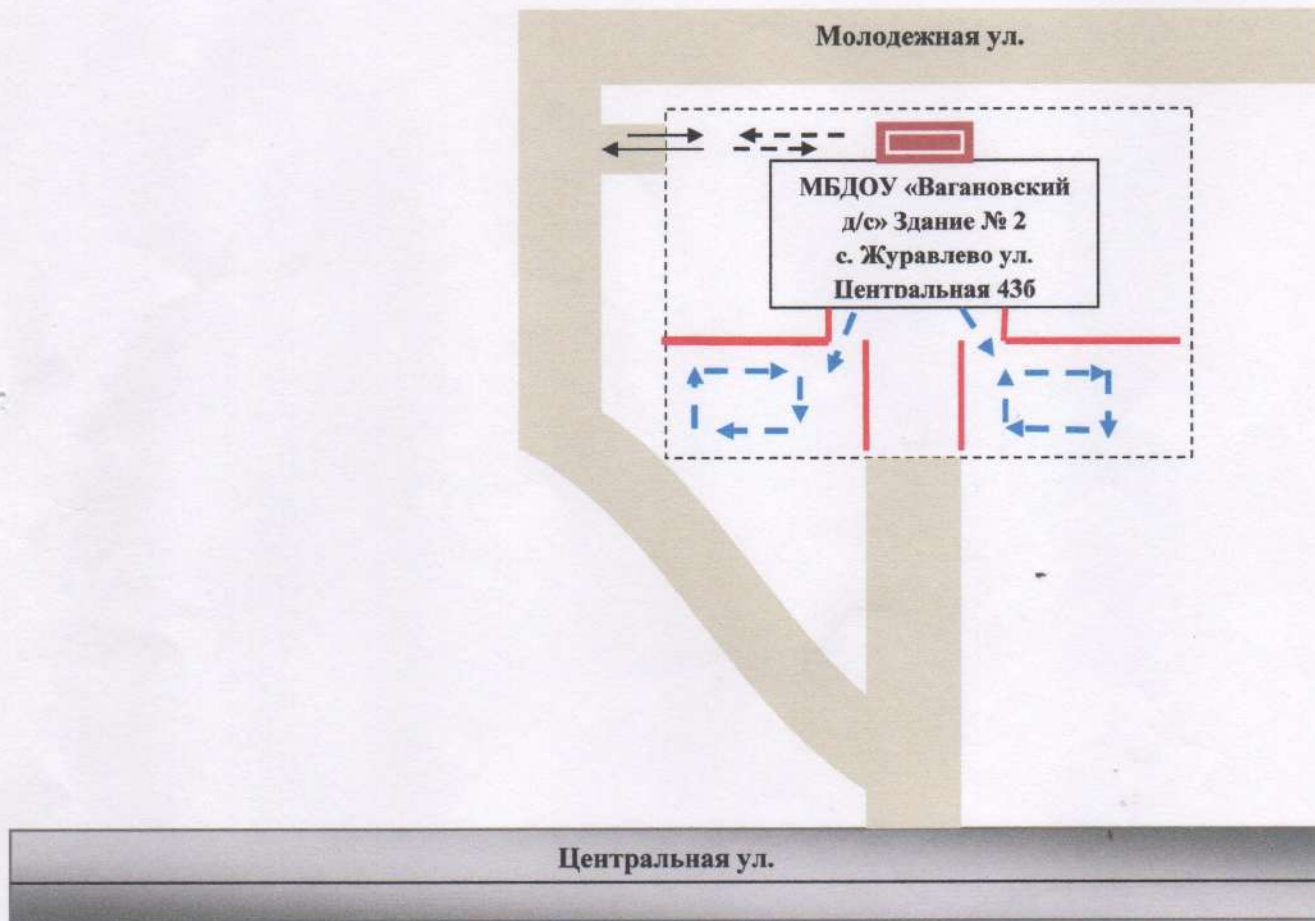 Молодежная ул.
МБДОУ «Вагановский
д/с» Здание № 2
с. Журавлево ул.
Центральная 43б
Центральная ул.